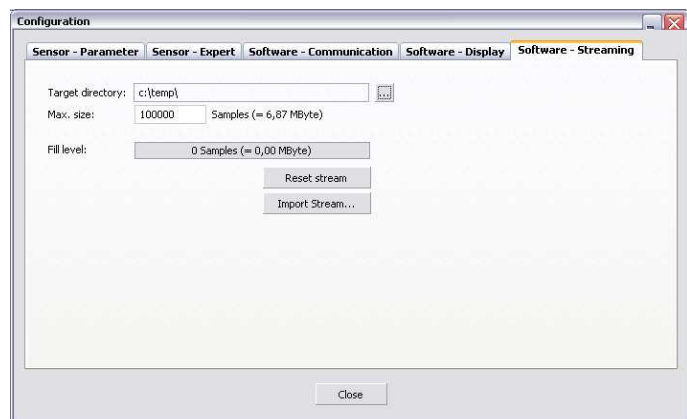 Configuration
Sensor - Parameter Sensor - Expert Software - Communication Software - Display Software - Streaming
Target directory: c:\temp\ ...
Max. size: 100000 Samples (= 6,87 MByte)
Fill level: 0 Samples (= 0,00 MByte)
Reset stream
Import Stream...
Close